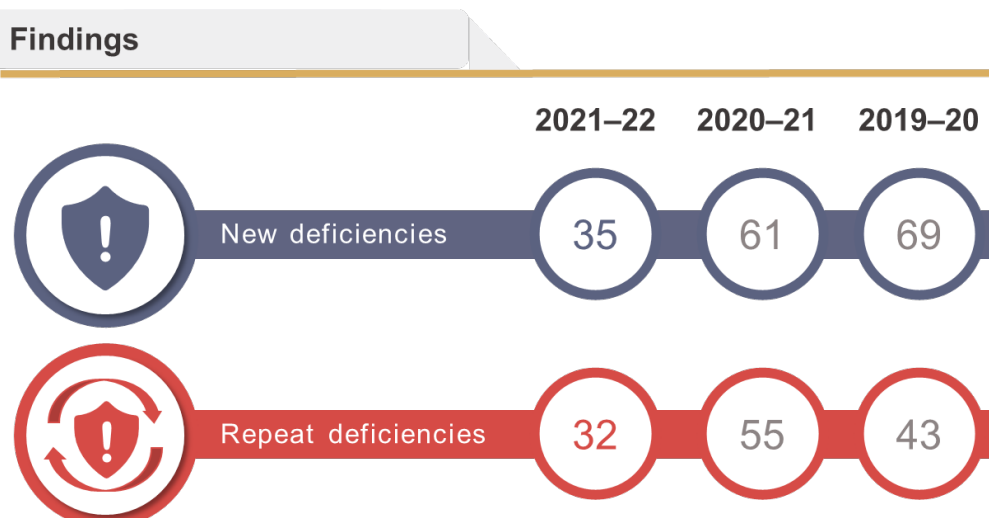 Findings
2021–22 2020–21 2019–20
New deficiencies 35 61 69
Repeat deficiencies 32 55 43